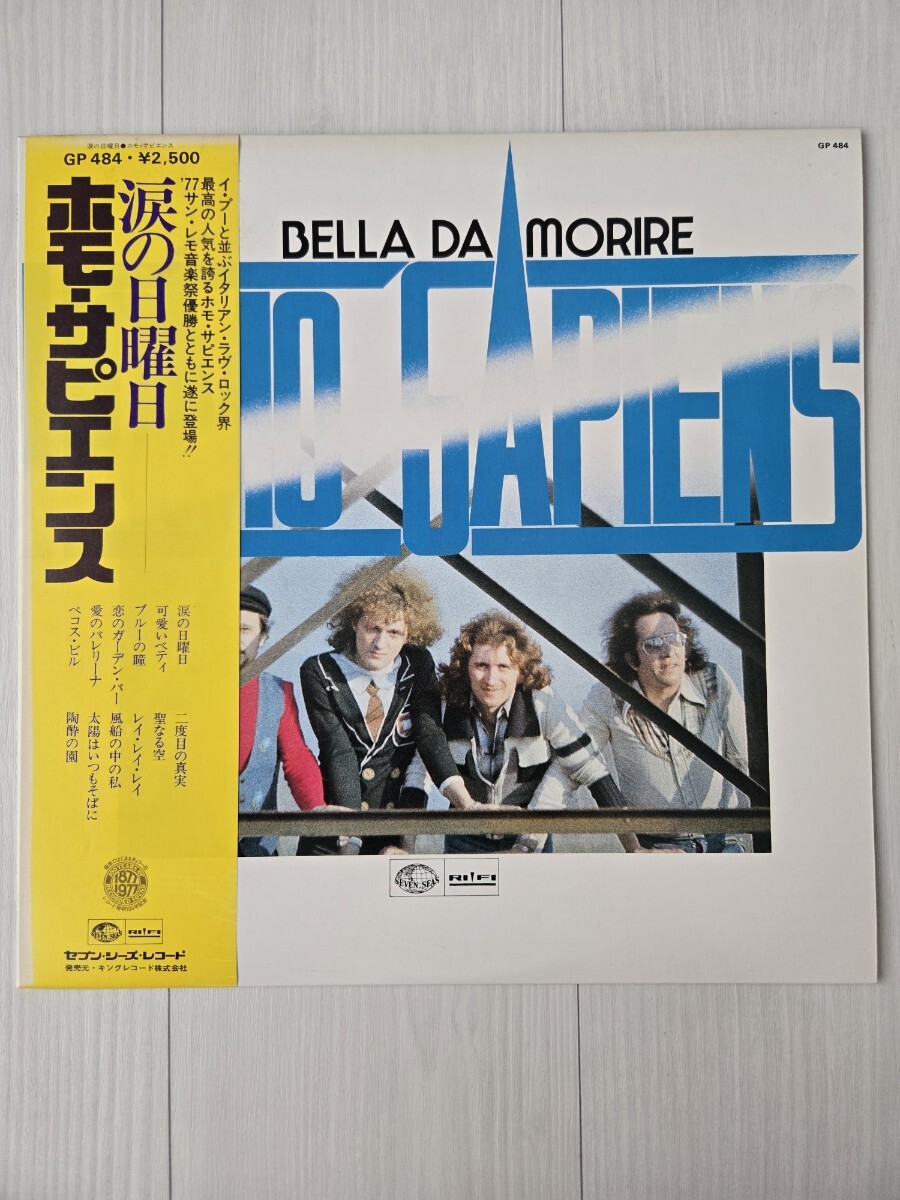 涙の日曜日●ホモ・サピエンス
GP 484・¥2,500
イ・プーと並ぶイタリアン・ラヴ・ロック界
最高の人気を誇るホモ・サピエンス
'77サン・レモ音楽祭優勝とともに遂に登場!!
涙の日曜日
ホモ・サピエンス
涙の日曜日
可愛いベティ
ブルーの瞳
恋のガーデン・バー
愛のバレリーナ
ペコス・ビル
二度目の真実
聖なる空
レイ・レイ・レイ
風船の中の私
太陽はいつもそばに
陶酔の園
1877
1977
SEVEN SEAS
RI-FI
セブン・シーズ・レコード
発売元・キングレコード株式会社
GP 484
BELLA DA MORIRE
MO SAPIENS
SEVEN SEAS
RI-FI